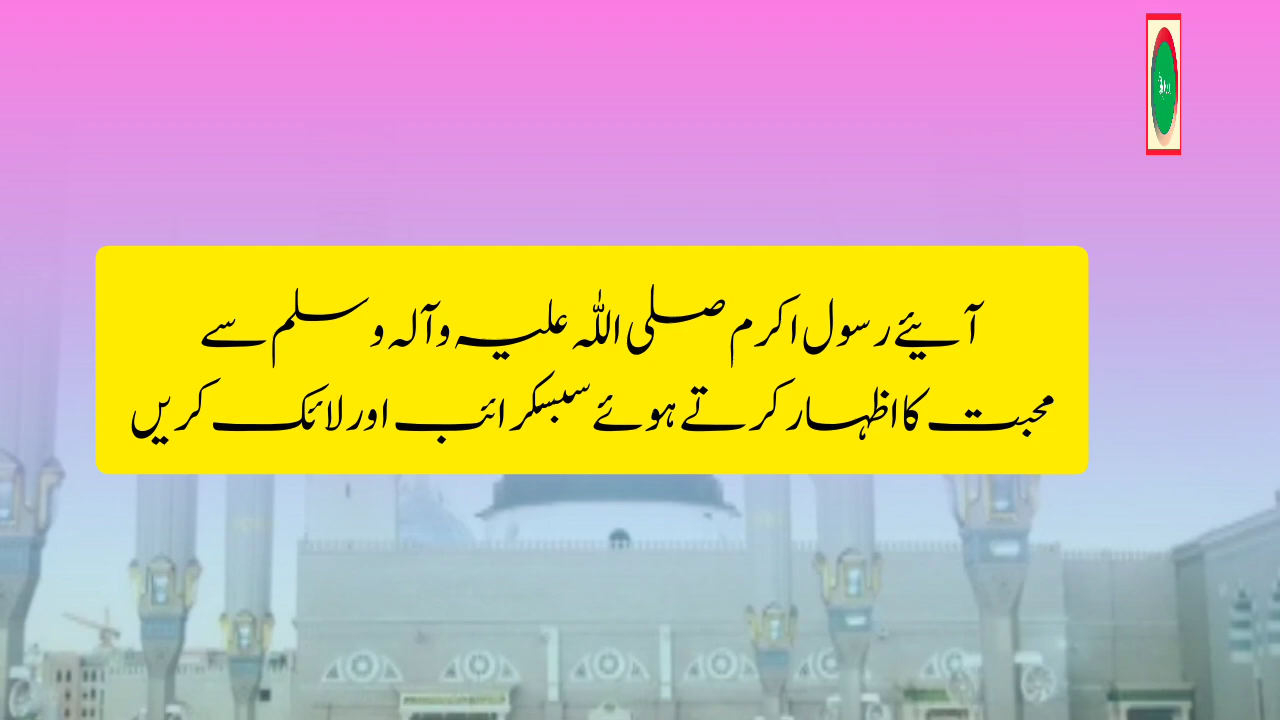 آیئے رسول اکرم صلی اللہ علیہ وآلہ وسلم سے
محبت کا اظہار کرتے ہوئے سبسکرائب اور لائک کریں